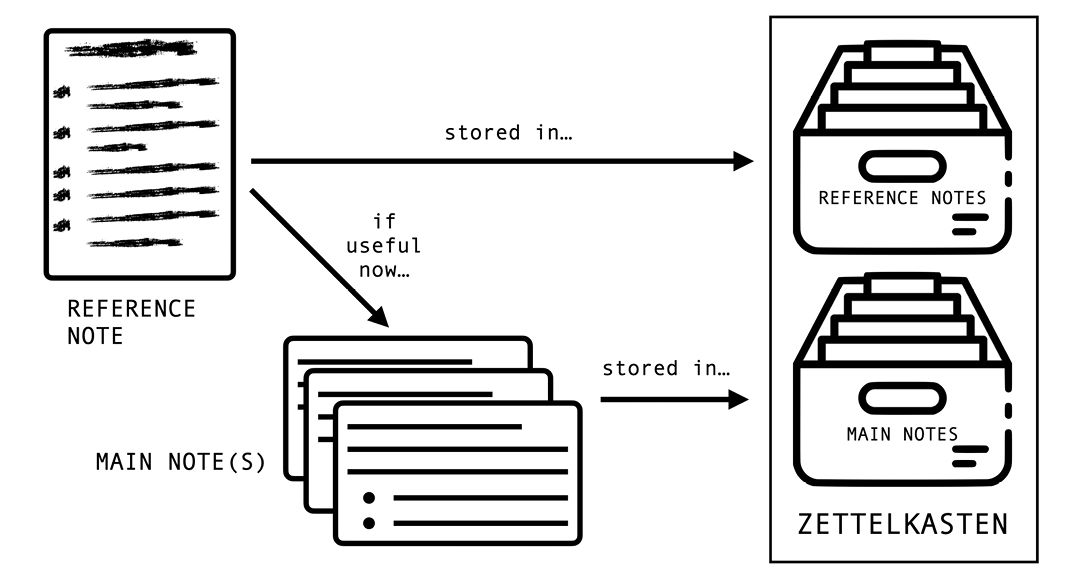 stored in…
REFERENCE NOTES
if
useful
now…
REFERENCE
NOTE
stored in…
MAIN NOTES
MAIN NOTE(S)
ZETTELKASTEN